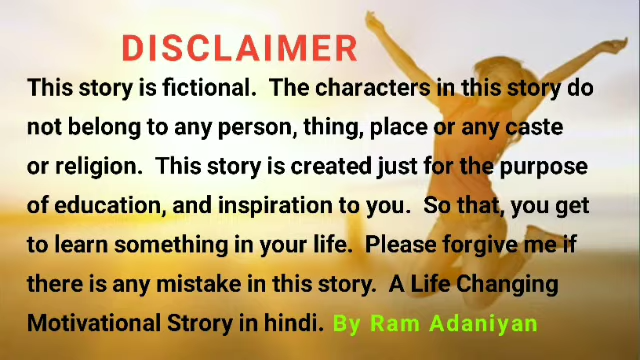 DISCLAIMER
This story is fictional. The characters in this story do
not belong to any person, thing, place or any caste
or religion. This story is created just for the purpose
of education, and inspiration to you. So that, you get
to learn something in your life. Please forgive me if
there is any mistake in this story. A Life Changing
Motivational Strory in hindi. By Ram Adaniyan